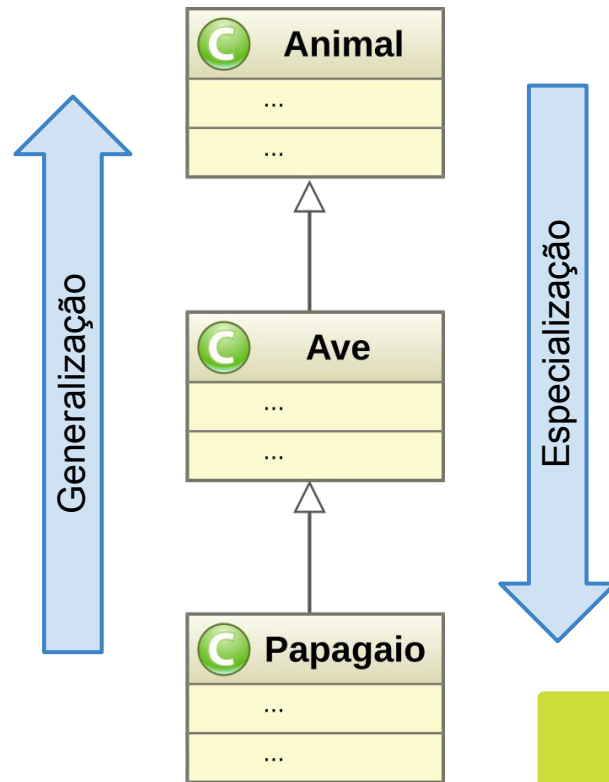 C Animal
...
...
Generalização
Especialização
C Ave
...
...
C Papagaio
...
...